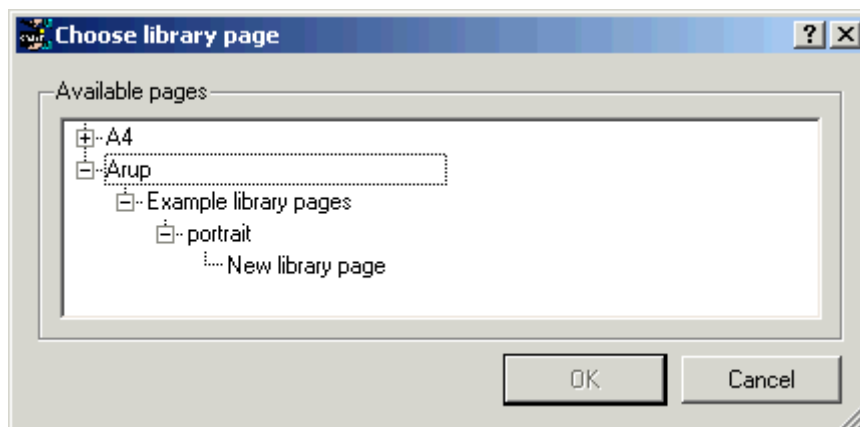 Choose library page
Available pages
A4
Arup
Example library pages
portrait
New library page
OK
Cancel